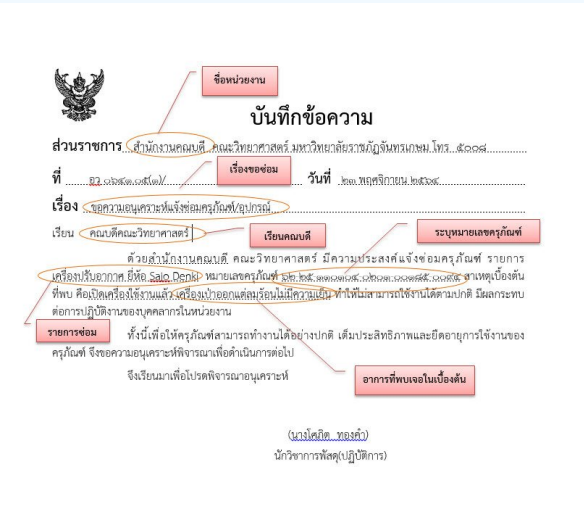 ชื่อหน่วยงาน
บันทึกข้อความ
ส่วนราชการ สำนักงานคณบดี คณะวิทยาศาสตร์ มหาวิทยาลัยราชภัฏจันทรเกษม โทร ๕๐๐๘
เรื่องขอซ่อม
ที่ อว ๐๖๔๑.๐๕(๑)/ วันที่ ๒๓ พฤศจิกายน ๒๕๖๔
เรื่อง ขอความอนุเคราะห์แจ้งซ่อมครุภัณฑ์/อุปกรณ์
เรียน คณบดีคณะวิทยาศาสตร์
เรียนคณบดี
ระบุหมายเลขครุภัณฑ์
ด้วยสำนักงานคณบดี คณะวิทยาศาสตร์ มีความประสงค์แจ้งซ่อมครุภัณฑ์ รายการ
เครื่องปรับอากาศ ยี่ห้อ Saijo Denki หมายเลขครุภัณฑ์ สาเหตุเบื้องต้น
ที่พบ คือเปิดเครื่องใช้งานแล้ว เครื่องเป่าออกแต่ลมร้อนไม่มีความเย็น ทำให้ไม่สามารถใช้งานได้ตามปกติ มีผลกระทบ
ต่อการปฏิบัติงานของบุคคลากรในหน่วยงาน
รายการซ่อม
ทั้งนี้เพื่อให้ครุภัณฑ์สามารถทำงานได้อย่างปกติ เต็มประสิทธิภาพและยืดอายุการใช้งานของ
ครุภัณฑ์ จึงขอความอนุเคราะห์พิจารณาเพื่อดำเนินการต่อไป
จึงเรียนมาเพื่อโปรดพิจารณาอนุเคราะห์
อาการที่พบเจอในเบื้องต้น
(นางโศภิต ทองคำ)
นักวิชาการพัสดุ(ปฏิบัติการ)